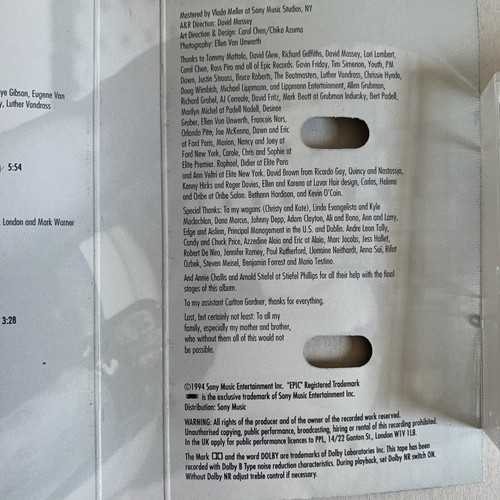 Mastered by Vlado Meller at Sony Music Studios, NY
A&R Direction: David Massey
Art Direction & Design: Carol Chen/Chika Azuma
Photography: Ellen Von Unwerth
Thanks to Tommy Mottola, David Glew, Richard Griffiths, David Massey, Lori Lambert,
Coral Chen, Ross Piro and all of Epic Records. Gavin Friday, Tim Simenon, Youth, PM
Dawn, Justin Strauss, Bruce Roberts, The Beatmasters, Luther Vandross, Chrissie Hynde,
Doug Wimbish, Michael Lippmann, and Lippmann Entertainment, Allen Grubman,
Richard Grabel, AJ Correale, David Fritz, Mark Beatt at Grubman Indursky, Bert Padell,
Marilyn Michel at Padell Nadell, Desiree
Gruber, Ellen Von Unwerth, Francois Nars,
Orlando Pita, Joe McKenna, Dawn and Eric
at Ford Paris, Marion, Nancy and Joey at
Ford New York, Carole, Chris and Sophie at
Elite Premier. Raphael, Didier at Elite Paris
and Ann Veltri at Elite New York. David Brown from Ricardo Gay, Quincy and Nastassja,
Kenny Hicks and Roger Davies, Ellen and Karena at Lavar Hair design, Carlos, Helena
and Oribe at Oribe Salon. Bethann Hardison, and Kevin O'Cain.
Special Thanks: To my wagons (Christy and Kate), Linda Evangelista and Kyle
Maclachlan, Dana Marcus, Johnny Depp, Adam Clayton, Ali and Bono, Ann and Larry,
Edge and Aislinn, Principal Management in the U.S. and Dublin. Andre Leon Tally,
Candy and Chuck Price, Azzedine Alaio and Eric at Alaia, Marc Jacobs, Jess Hallet,
Robert De Niro, Jennifer Ramey, Paul Rutherford, Llorraine Neithardt, Anna Sui, Rifat
Ozbek, Steven Meisel, Benjamin Forrest and Mario Testino.
And Annie Challis and Arnold Stiefel at Stiefel Phillips for all their help with the final
stages of this album.
To my assistant Carlton Gardner, thanks for everything.
Last, but certainly not least: To all my
family, especially my mother and brother,
who without them all of this would not
be possible.
©1994 Sony Music Entertainment Inc. "EPIC" Registered Trademark
is the exclusive trademark of Sony Music Entertainment Inc.
Distribution: Sony Music
WARNING: All rights of the producer and of the owner of the recorded work reserved.
Unauthorised copying, public performance, broadcasting, hiring or rental of this recording prohibited.
In the UK apply for public performance licences to PPL, 14/22 Ganton St., London W1V 1LB.
The Mark and the word DOLBY are trademarks of Dolby Laboratories Inc. This tape has been
recorded with Dolby B Type noise reduction characteristics. During playback, set Dolby NR switch ON.
Without Dolby NR adjust treble control if necessary.
Gibson, Eugene Van
, Luther Vandross
5:54
London and Mark Warner
3:28